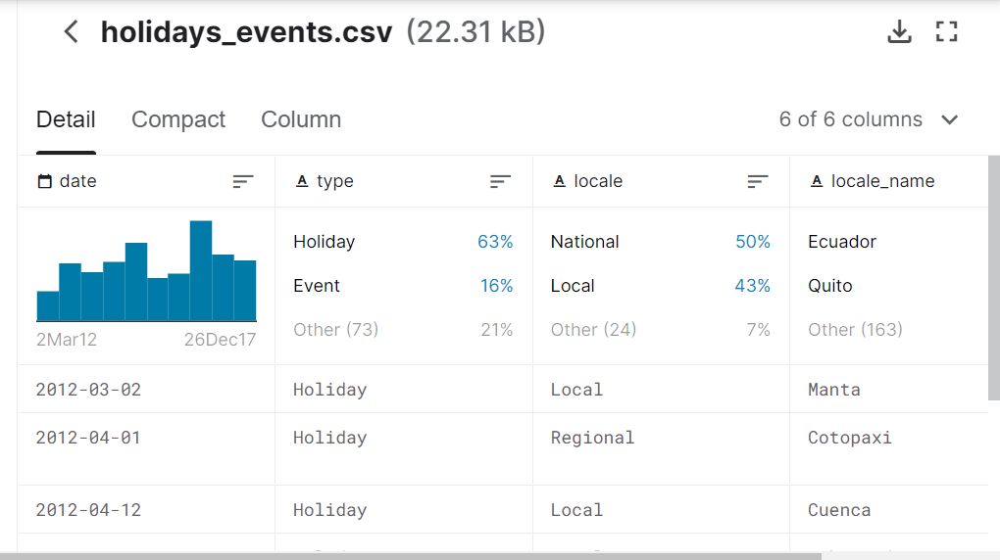 holidays_events.csv (22.31 kB)
Detail Compact Column 6 of 6 columns
date A type A locale A locale_name
Holiday 63% National 50% Ecuador
Event 16% Local 43% Quito
Other (73) 21% Other (24) 7% Other (163)
2Mar12 26Dec17
2012-03-02 Holiday Local Manta
2012-04-01 Holiday Regional Cotopaxi
2012-04-12 Holiday Local Cuenca